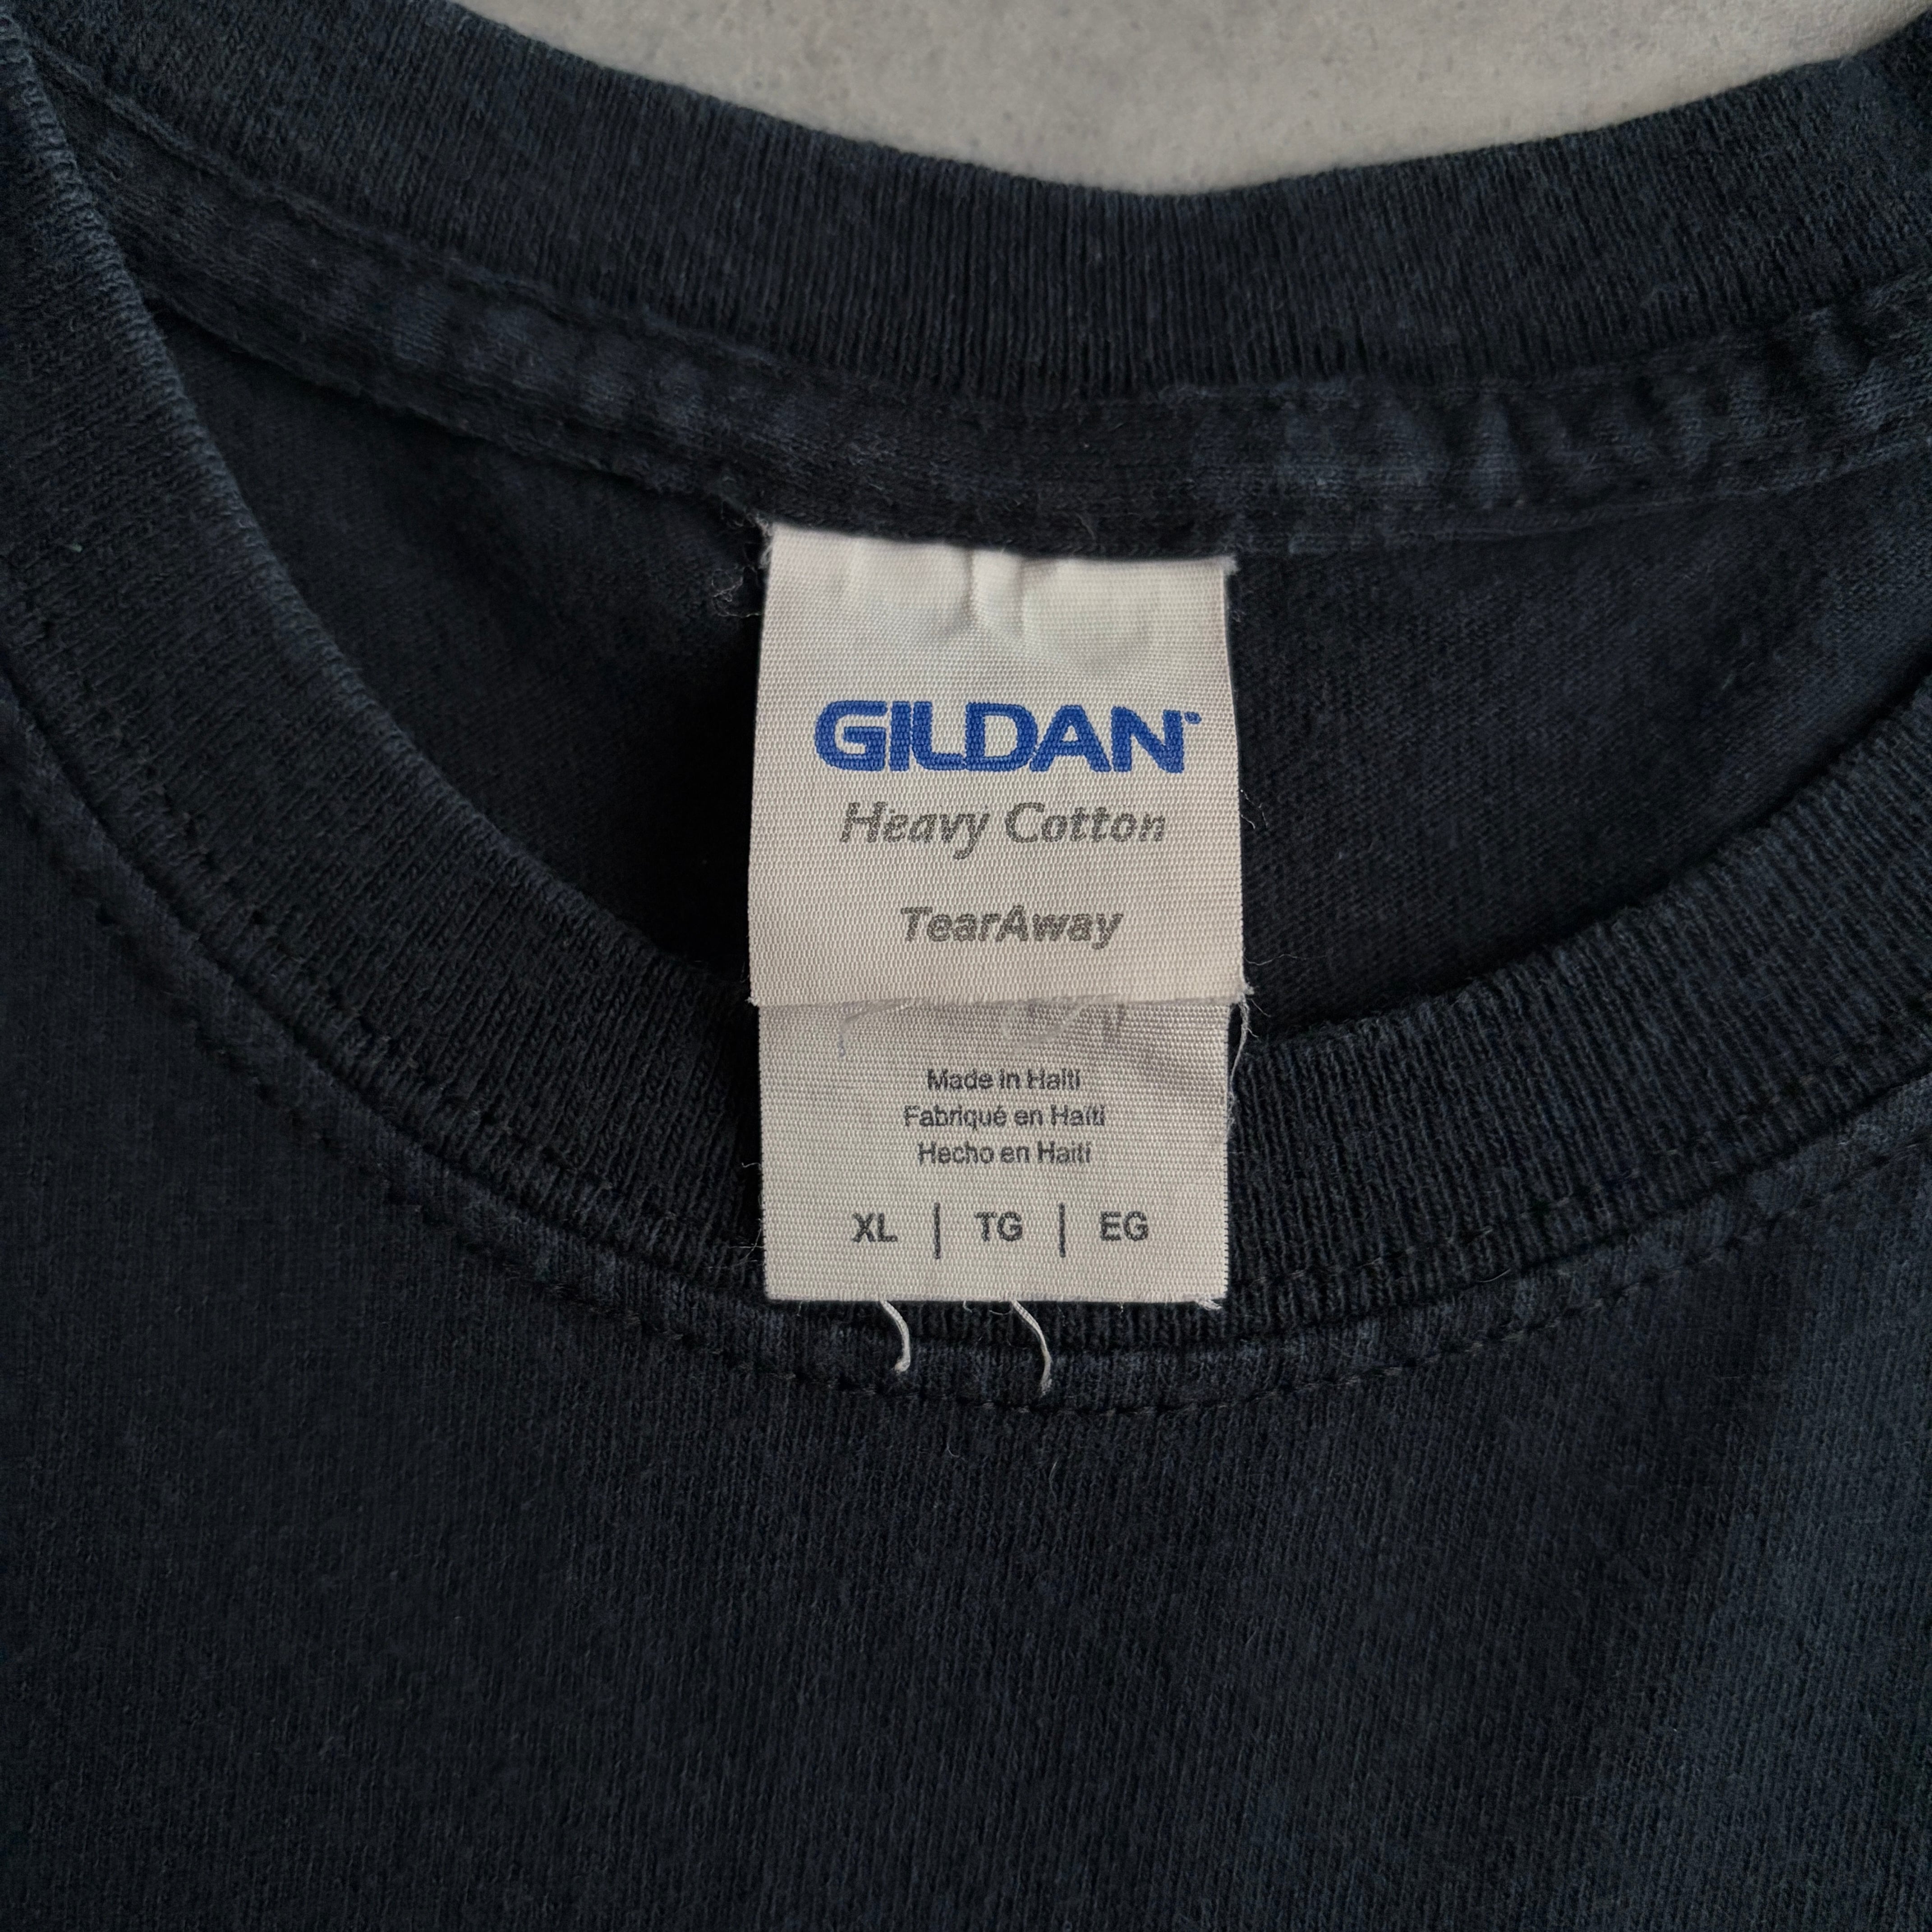 GILDAN
Heavy Cotton
TearAway
Made in Haiti
Fabriqué en Haïti
Hecho en Haití
XL | TG | EG